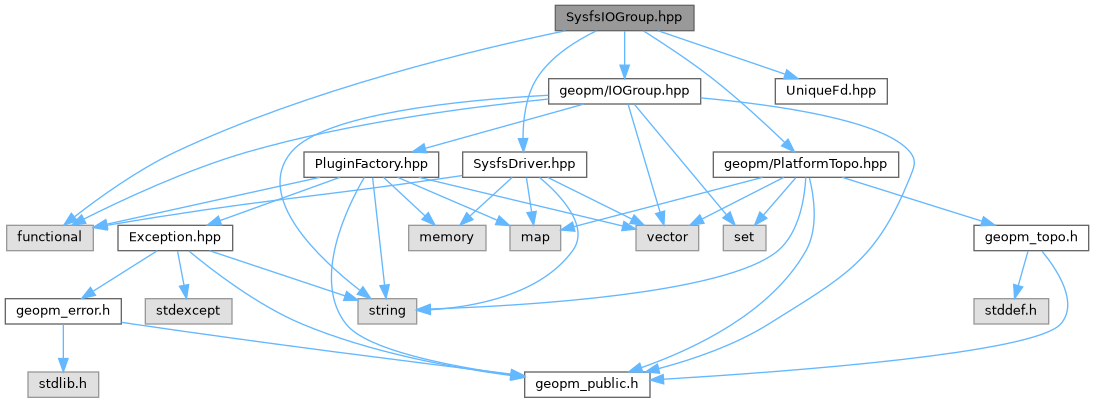 SysfsIOGroup.hpp
geopm/IOGroup.hpp
UniqueFd.hpp
PluginFactory.hpp
SysfsDriver.hpp
geopm/PlatformTopo.hpp
functional
Exception.hpp
memory
map
vector
set
geopm_topo.h
geopm_error.h
stdexcept
string
stddef.h
stdlib.h
geopm_public.h